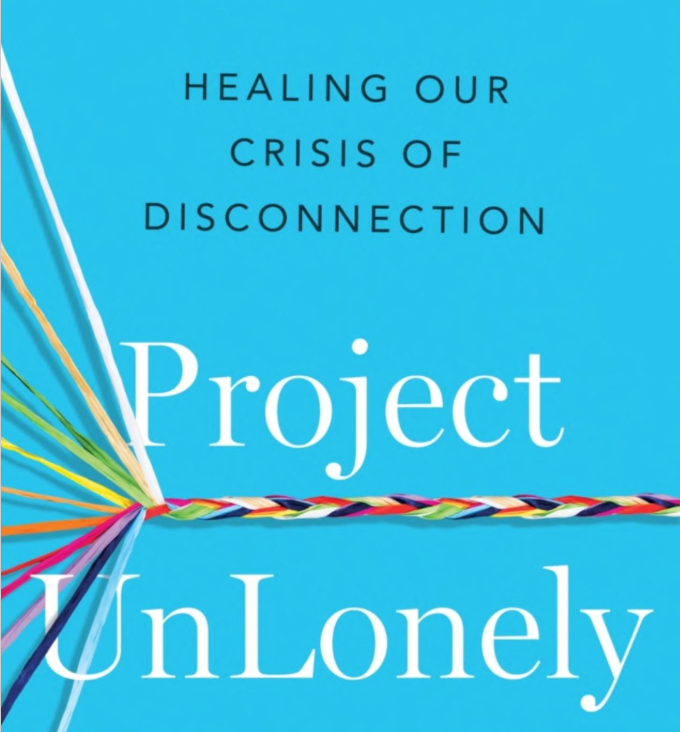 HEALING OUR
CRISIS OF
DISCONNECTION
Project
UnLonely